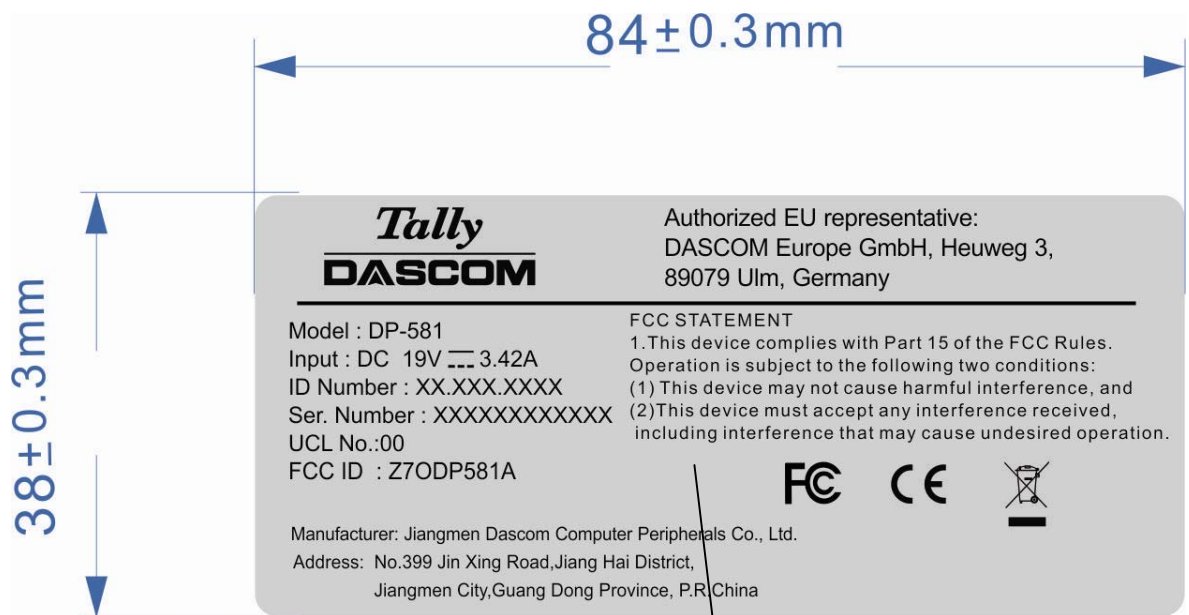 84±0.3mm
38±0.3mm
Tally
DASCOM
Authorized EU representative:
DASCOM Europe GmbH, Heuweg 3,
89079 Ulm, Germany
Model : DP-581
Input : DC 19V ⎓ 3.42A
ID Number : XX.XXX.XXXX
Ser. Number : XXXXXXXXXXXX
UCL No.:00
FCC ID : Z7ODP581A
FCC STATEMENT
1.This device complies with Part 15 of the FCC Rules.
Operation is subject to the following two conditions:
(1) This device may not cause harmful interference, and
(2)This device must accept any interference received,
including interference that may cause undesired operation.
FC CE
Manufacturer: Jiangmen Dascom Computer Peripherals Co., Ltd.
Address: No.399 Jin Xing Road,Jiang Hai District,
Jiangmen City,Guang Dong Province, P.R.China